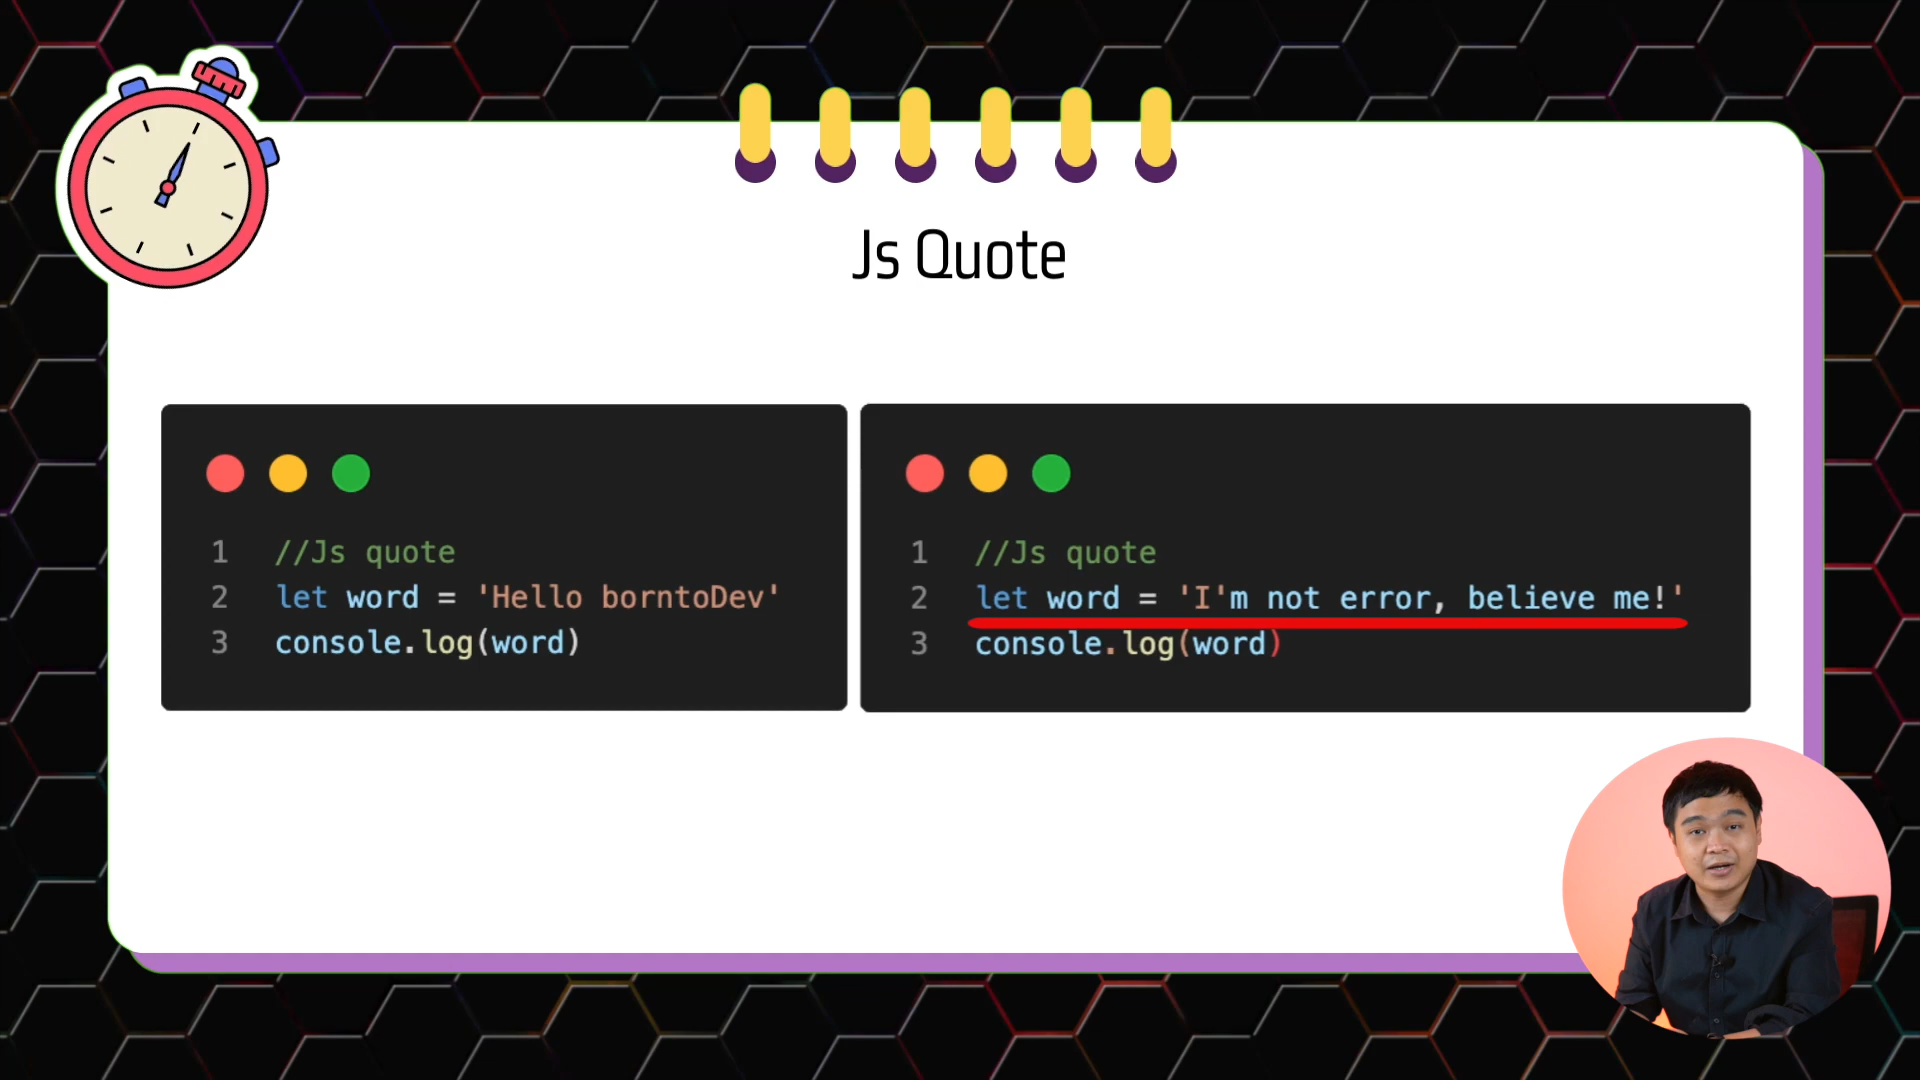 Js Quote
1 //Js quote
2 let word = 'Hello borntoDev'
3 console.log(word)
1 //Js quote
2 let word = 'I'm not error, believe me!'
3 console.log(word)